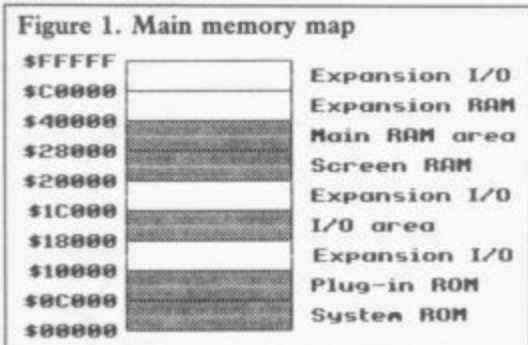 Figure 1. Main memory map
$FFFFF
Expansion I/O
$C0000
Expansion RAM
$40000
Main RAM area
$28000
Screen RAM
$20000
Expansion I/O
$1C000
I/O area
$18000
Expansion I/O
$10000
Plug-in ROM
$0C000
System ROM
$00000